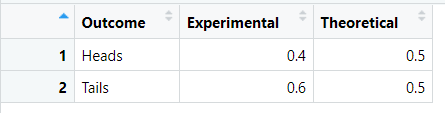 Outcome Experimental Theoretical
1 Heads 0.4 0.5
2 Tails 0.6 0.5